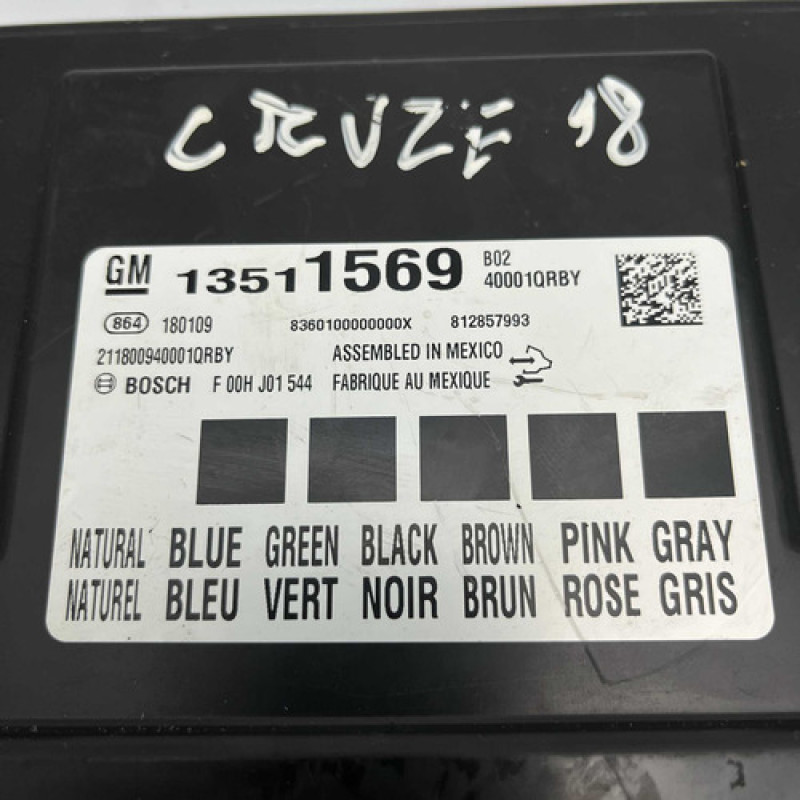 CRUZE 18
GM 13511569 B02
40001QRBY
864 180109 8360100000000X 812857993
211800940001QRBY ASSEMBLED IN MEXICO
BOSCH F 00H J01 544 FABRIQUE AU MEXIQUE
NATURAL BLUE GREEN BLACK BROWN PINK GRAY
NATUREL BLEU VERT NOIR BRUN ROSE GRIS